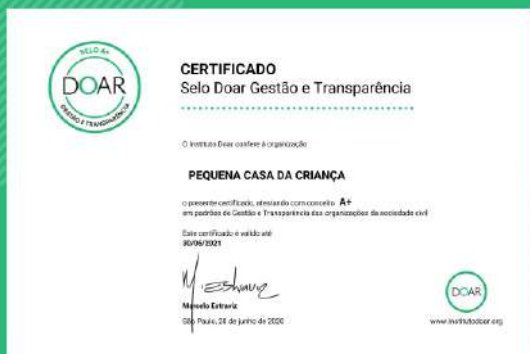 SELO A+
DOAR
GESTÃO E TRANSPARÊNCIA
CERTIFICADO
Selo Doar Gestão e Transparência
O Instituto Doar confere à organização
PEQUENA CASA DA CRIANÇA
o presente certificado, atestando com conceito A+
em padrões de Gestão e Transparência das organizações da sociedade civil
Este certificado é válido até
30/06/2021
Marcelo Estraviz
São Paulo, 28 de junho de 2020
DOAR
www.institutodoar.org